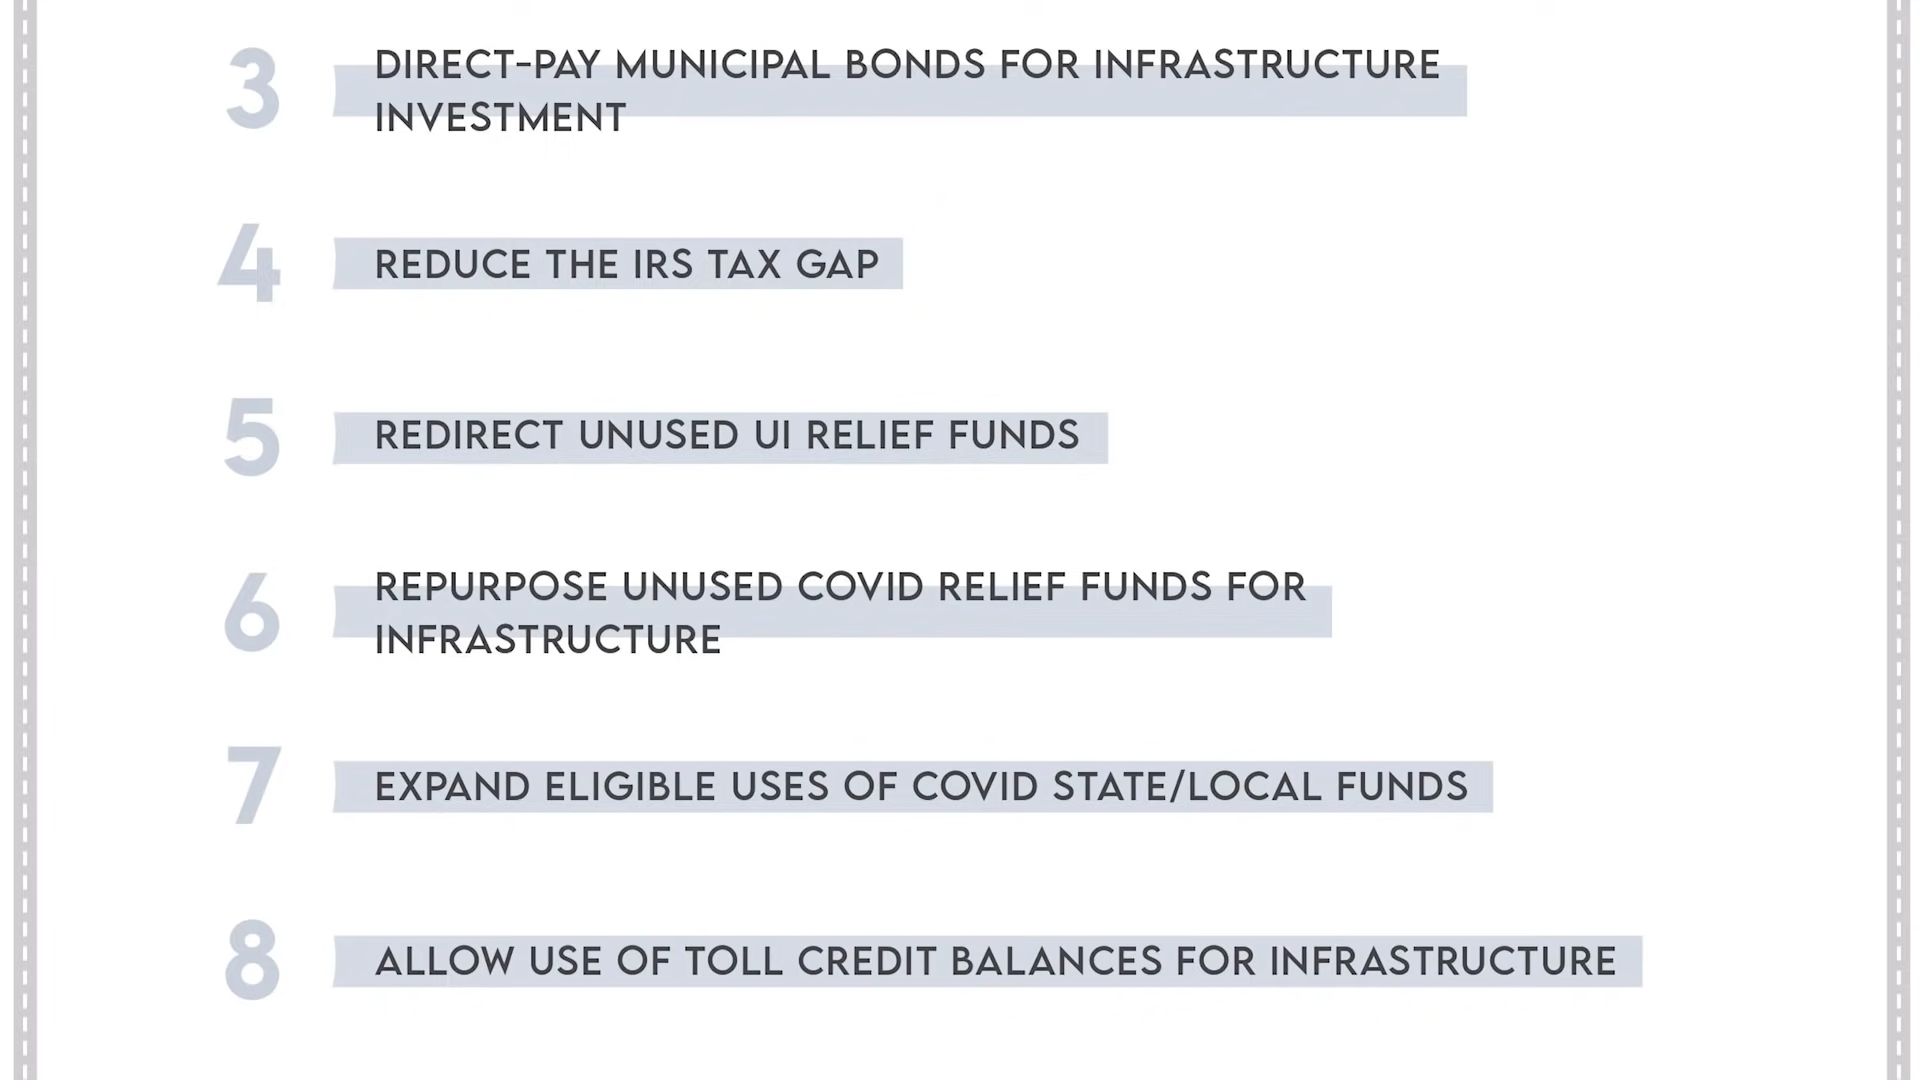 3 DIRECT-PAY MUNICIPAL BONDS FOR INFRASTRUCTURE
INVESTMENT
4 REDUCE THE IRS TAX GAP
5 REDIRECT UNUSED UI RELIEF FUNDS
6 REPURPOSE UNUSED COVID RELIEF FUNDS FOR
INFRASTRUCTURE
7 EXPAND ELIGIBLE USES OF COVID STATE/LOCAL FUNDS
8 ALLOW USE OF TOLL CREDIT BALANCES FOR INFRASTRUCTURE